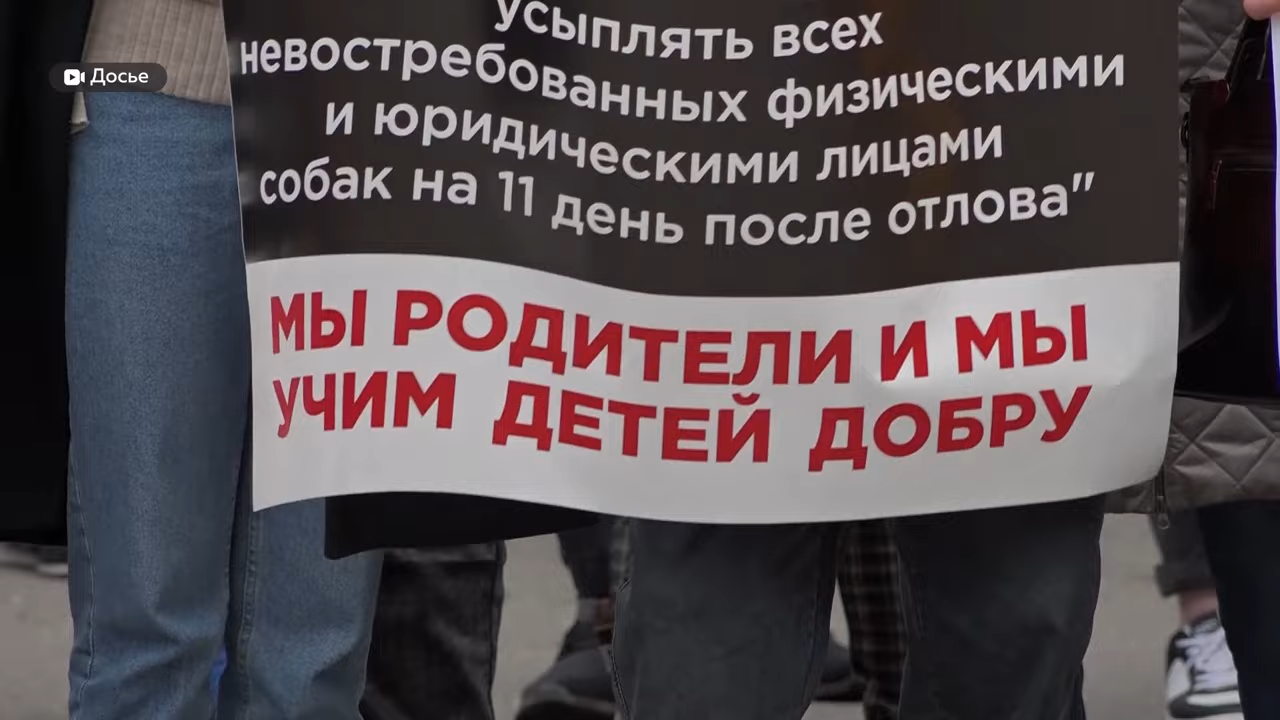 Досье
усыплять всех
невостребованных физическими
и юридическими лицами
собак на 11 день после отлова"
МЫ РОДИТЕЛИ И МЫ
УЧИМ ДЕТЕЙ ДОБРУ